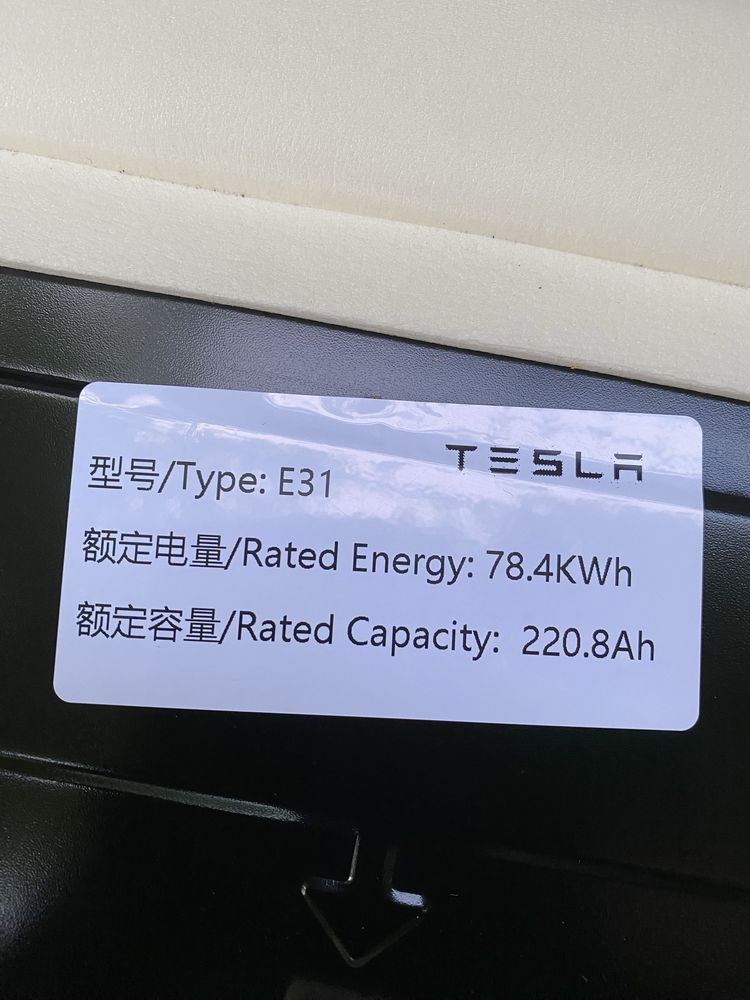 TESLA
型号/Type: E31
额定电量/Rated Energy: 78.4KWh
额定容量/Rated Capacity: 220.8Ah